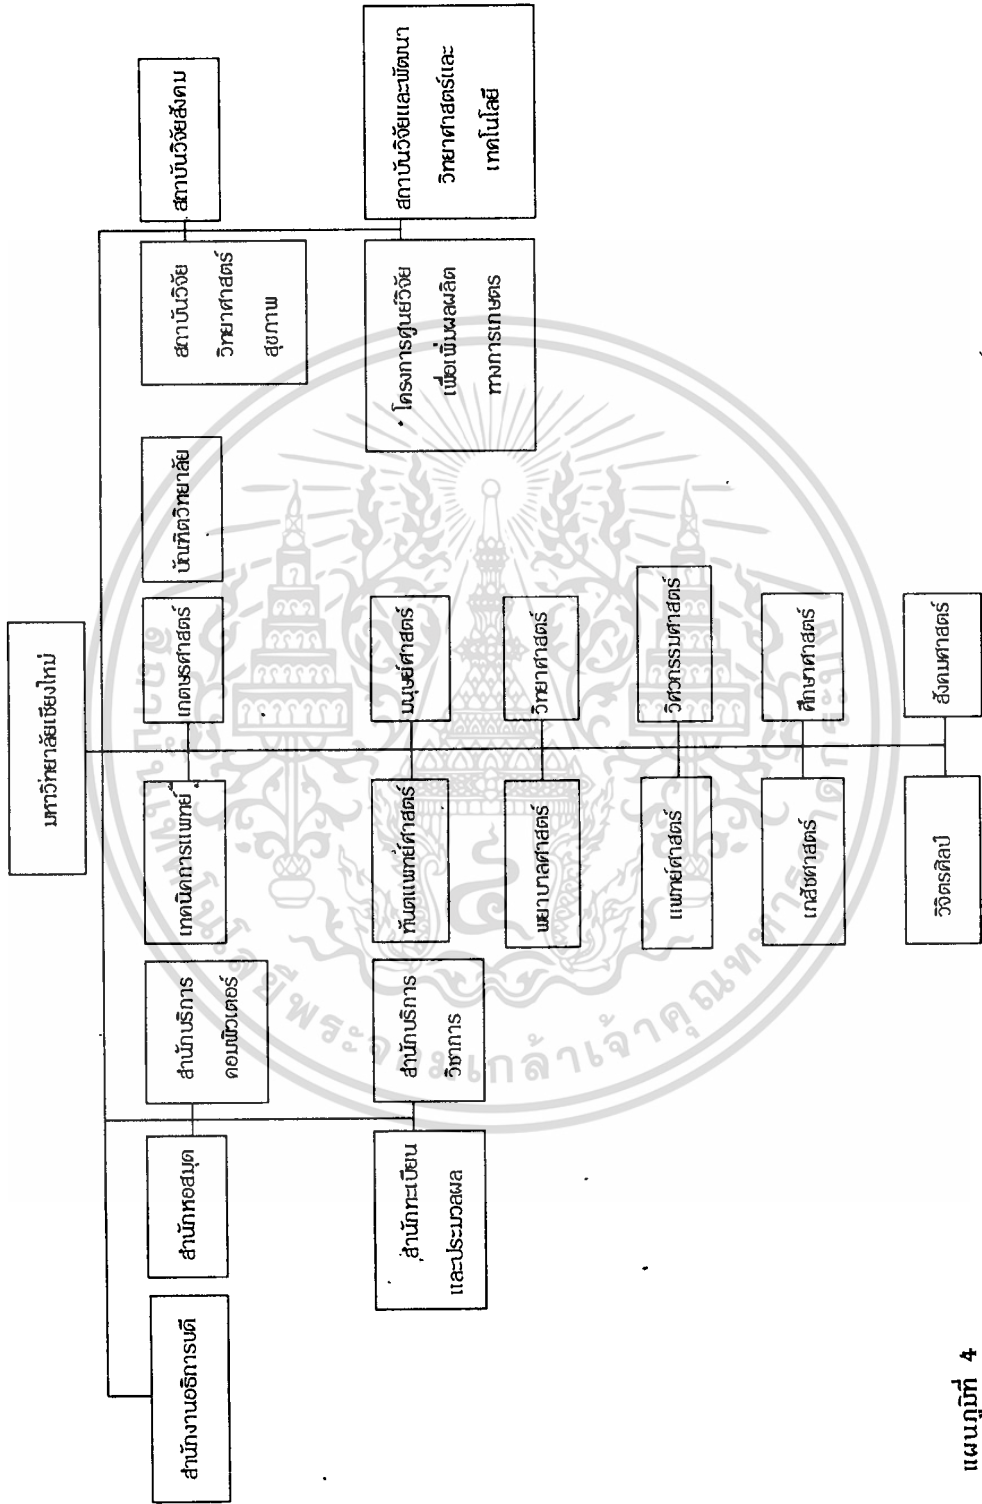 มหาวิทยาลัยเชียงใหม่
สำนักงานอธิการบดี
สำนักหอสมุด
สำนักบริการ
คอมพิวเตอร์
สำนักทะเบียน
และประมวลผล
สำนักบริการ
วิชาการ
เทคนิคการแพทย์
เกษตรศาสตร์
บัณฑิตวิทยาลัย
ทันตแพทย์ศาสตร์
มนุษย์ศาสตร์
พยาบาลศาสตร์
วิทยาศาสตร์
แพทย์ศาสตร์
วิศวกรรมศาสตร์
เภสัชศาสตร์
ศึกษาศาสตร์
วิจิตรศิลป์
สังคมศาสตร์
สถาบันวิจัย
วิทยาศาสตร์
สุขภาพ
สถาบันวิจัยสังคม
โครงการศูนย์วิจัย
เพื่อเพิ่มผลผลิต
ทางการเกษตร
สถาบันวิจัยและพัฒนา
วิทยาศาสตร์และ
เทคโนโลยี
แผนภูมิที่ 4